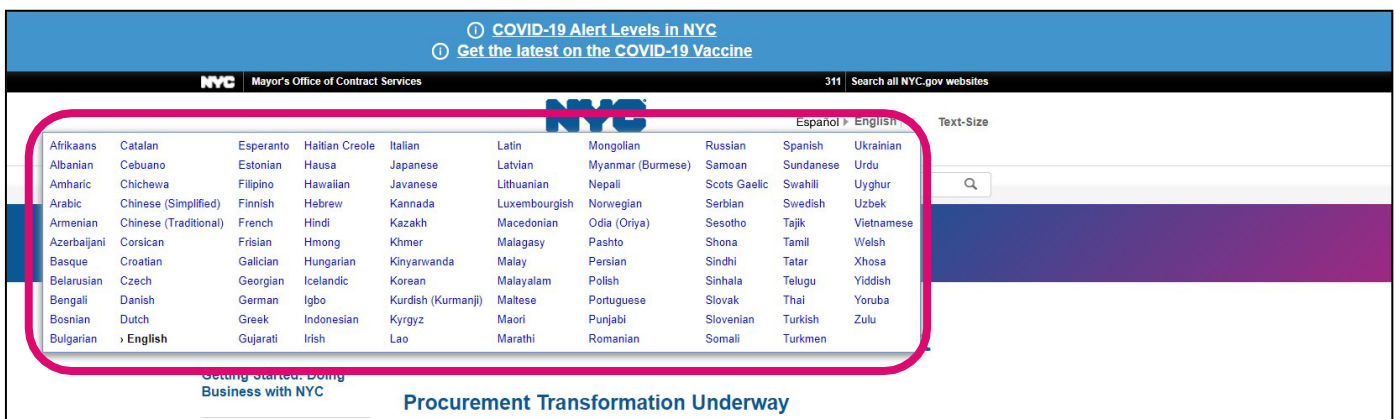 COVID-19 Alert Levels in NYC
Get the latest on the COVID-19 Vaccine
NYC Mayor's Office of Contract Services 311 Search all NYC.gov websites
NYC
Español English Text-Size
Afrikaans Catalan Esperanto Haitian Creole Italian Latin Mongolian Russian Spanish Ukrainian
Albanian Cebuano Estonian Hausa Japanese Latvian Myanmar (Burmese) Samoan Sundanese Urdu
Amharic Chichewa Filipino Hawaiian Javanese Lithuanian Nepali Scots Gaelic Swahili Uyghur
Arabic Chinese (Simplified) Finnish Hebrew Kannada Luxembourgish Norwegian Serbian Swedish Uzbek
Armenian Chinese (Traditional) French Hindi Kazakh Macedonian Odia (Oriya) Sesotho Tajik Vietnamese
Azerbaijani Corsican Frisian Hmong Khmer Malagasy Pashto Shona Tamil Welsh
Basque Croatian Galician Hungarian Kinyarwanda Malay Persian Sindhi Tatar Xhosa
Belarusian Czech Georgian Icelandic Korean Malayalam Polish Sinhala Telugu Yiddish
Bengali Danish German Igbo Kurdish (Kurmanji) Maltese Portuguese Slovak Thai Yoruba
Bosnian Dutch Greek Indonesian Kyrgyz Maori Punjabi Slovenian Turkish Zulu
Bulgarian › English Gujarati Irish Lao Marathi Romanian Somali Turkmen
Getting Started: Doing
Business with NYC
Procurement Transformation Underway